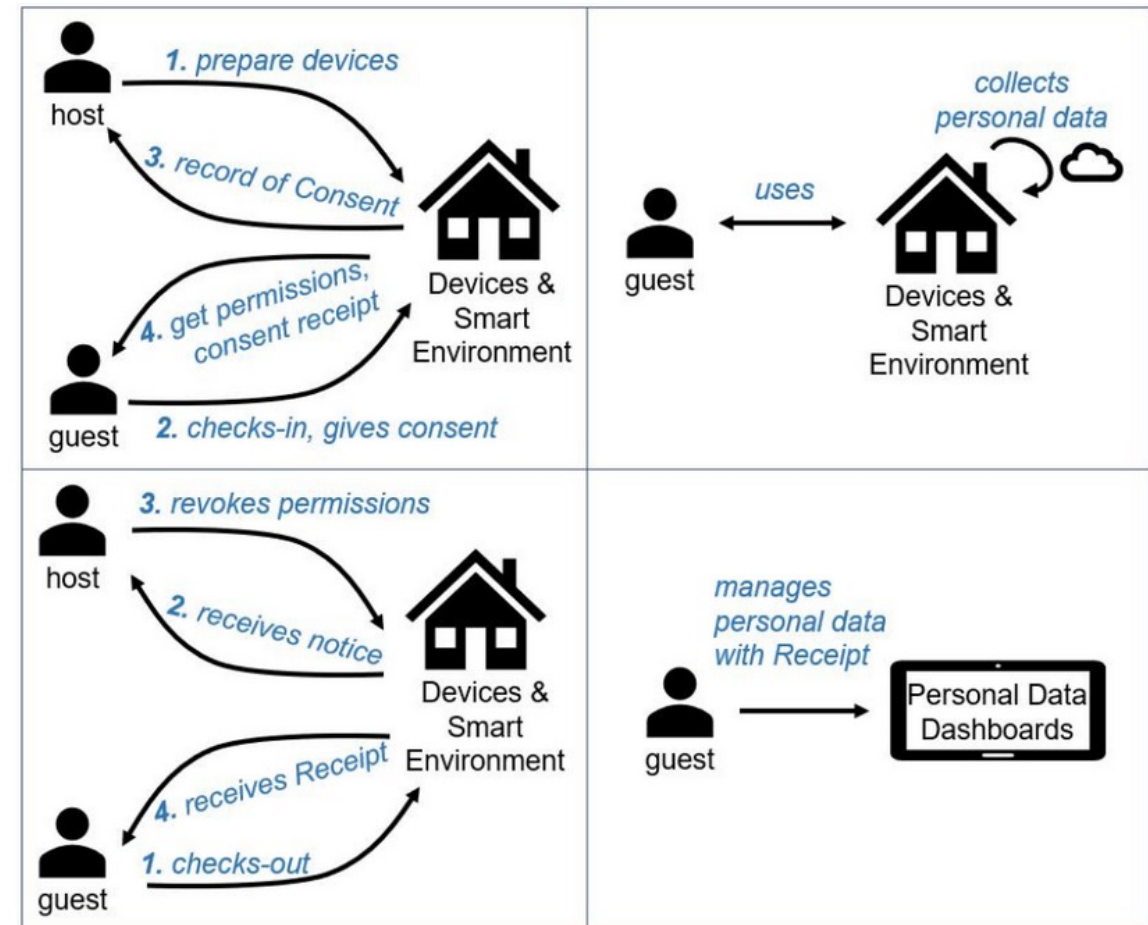 1. prepare devices
host
3. record of Consent
4. get permissions,
consent receipt
Devices &
Smart
Environment
guest
2. checks-in, gives consent
collects
personal data
uses
guest
Devices &
Smart
Environment
3. revokes permissions
host
2. receives notice
Devices &
Smart
Environment
4. receives Receipt
1. checks-out
guest
manages
personal data
with Receipt
guest
Personal Data
Dashboards